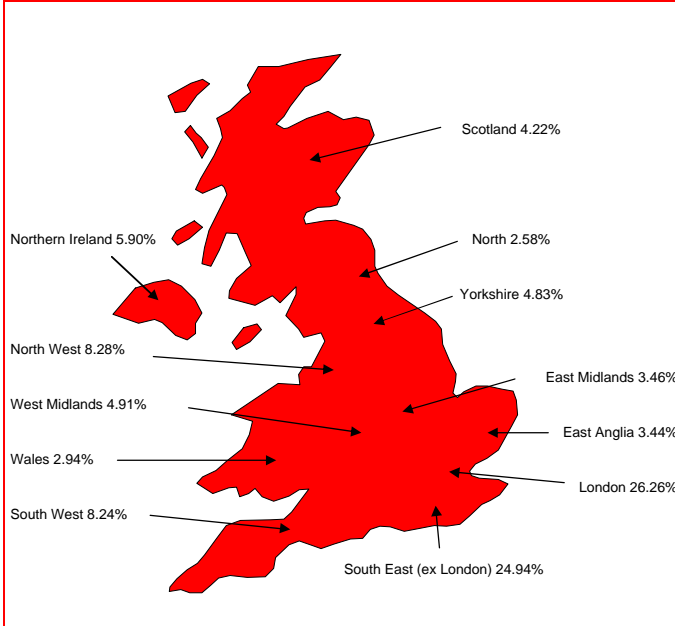 Scotland 4.22%
Northern Ireland 5.90%
North 2.58%
Yorkshire 4.83%
North West 8.28%
East Midlands 3.46%
West Midlands 4.91%
East Anglia 3.44%
Wales 2.94%
London 26.26%
South West 8.24%
South East (ex London) 24.94%